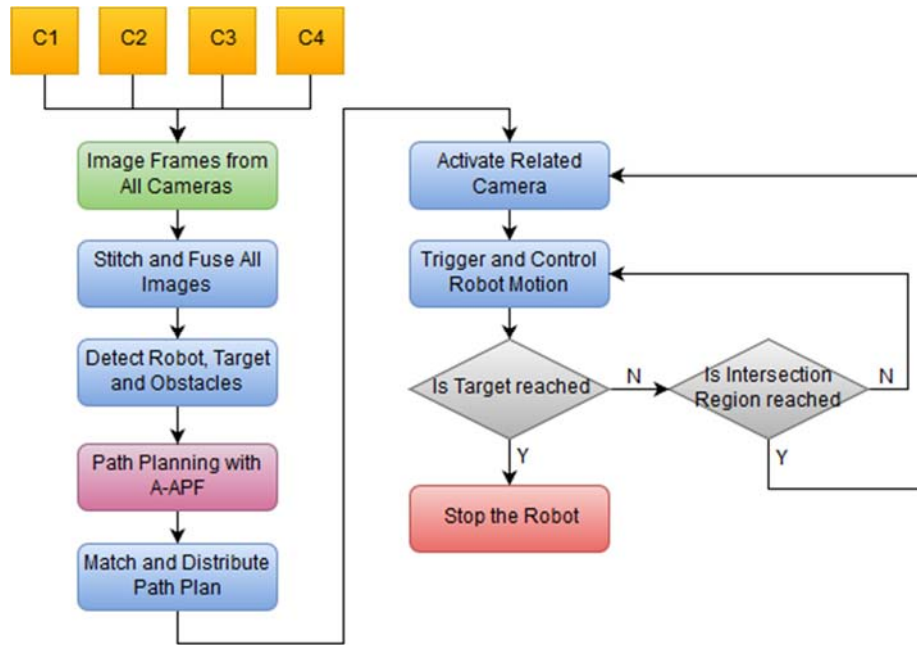 C1
C2
C3
C4
Image Frames from
All Cameras
Stitch and Fuse All
Images
Detect Robot, Target
and Obstacles
Path Planning with
A-APF
Match and Distribute
Path Plan
Activate Related
Camera
Trigger and Control
Robot Motion
Is Target reached
N
Is Intersection
Region reached
N
Y
Y
Stop the Robot